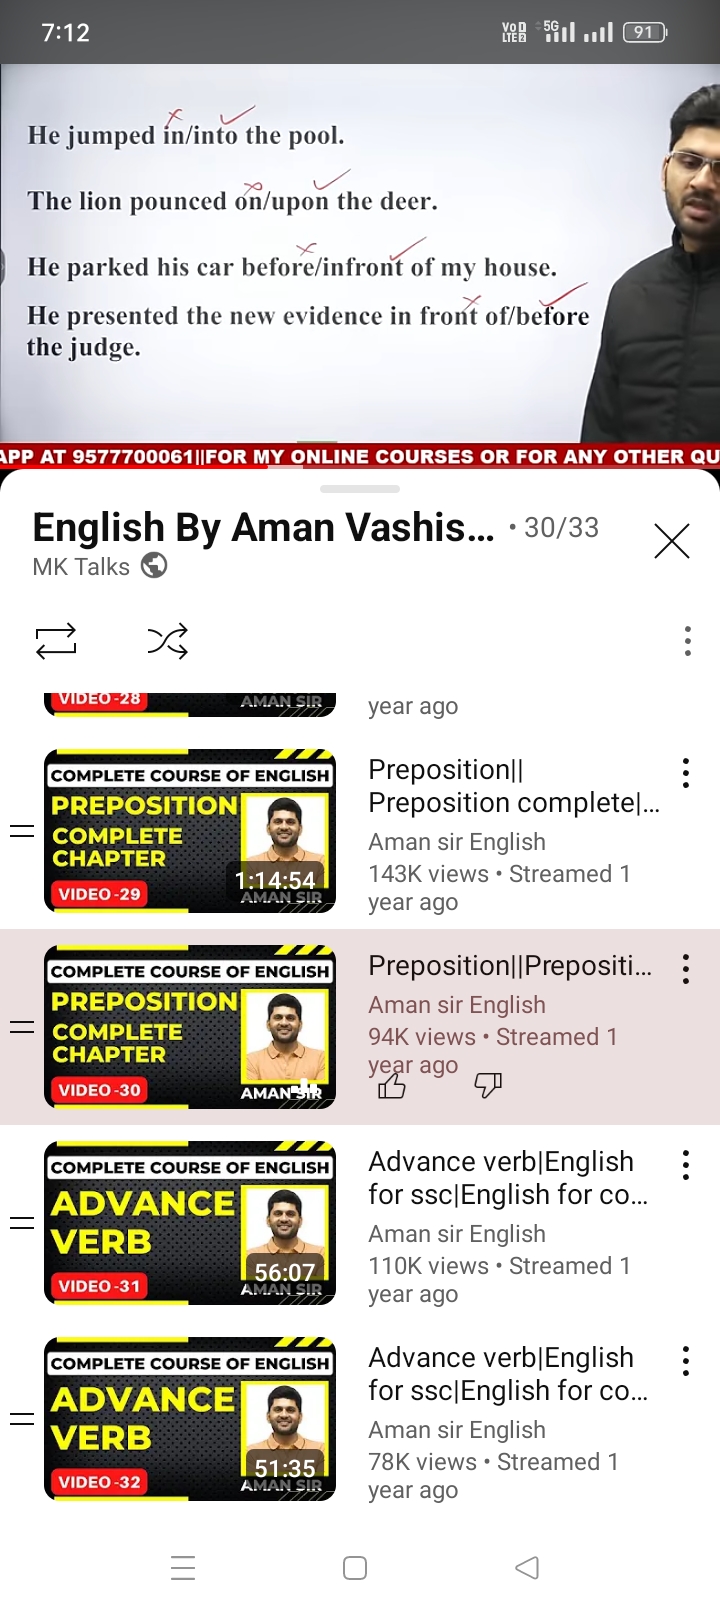 7:12
VoD 5G
LTE2 91
He jumped in/into the pool.
The lion pounced on/upon the deer.
He parked his car before/infront of my house.
He presented the new evidence in front of/before
the judge.
APP AT 9577700061||FOR MY ONLINE COURSES OR FOR ANY OTHER QU
English By Aman Vashis... • 30/33
MK Talks
VIDEO-28
AMAN SIR
year ago
COMPLETE COURSE OF ENGLISH
PREPOSITION
COMPLETE
CHAPTER
1:14:54
VIDEO -29
AMAN SIR
Preposition||
Preposition complete|...
Aman sir English
143K views • Streamed 1
year ago
COMPLETE COURSE OF ENGLISH
PREPOSITION
COMPLETE
CHAPTER
VIDEO -30
AMAN SIR
Preposition||Prepositi...
Aman sir English
94K views • Streamed 1
year ago
COMPLETE COURSE OF ENGLISH
ADVANCE
VERB
56:07
VIDEO -31
AMAN SIR
Advance verb|English
for ssc|English for co...
Aman sir English
110K views • Streamed 1
year ago
COMPLETE COURSE OF ENGLISH
ADVANCE
VERB
51:35
VIDEO -32
AMAN SIR
Advance verb|English
for ssc|English for co...
Aman sir English
78K views • Streamed 1
year ago